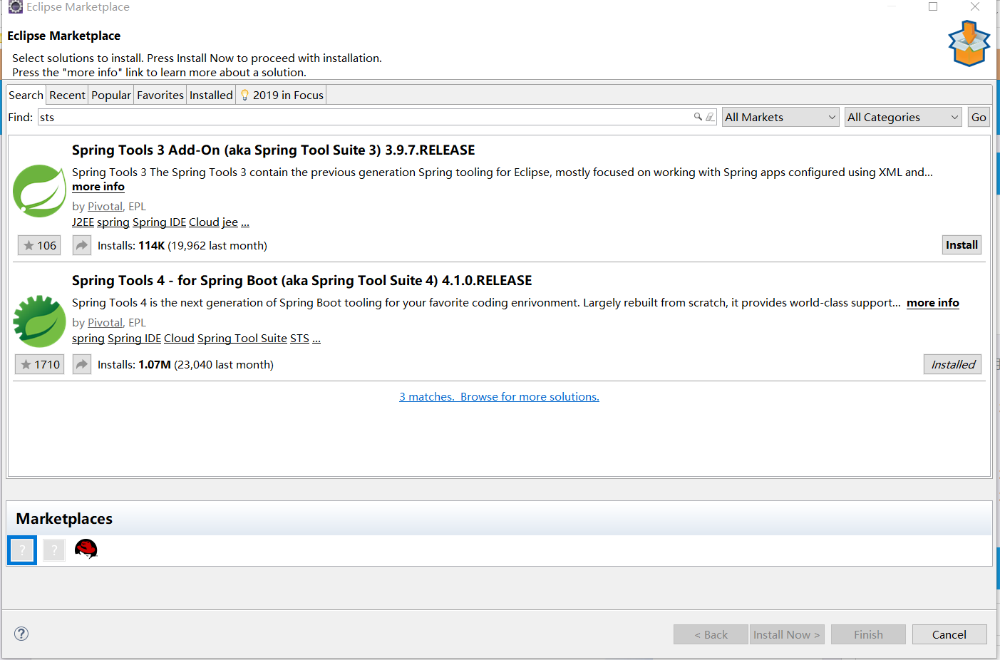 Eclipse Marketplace
Eclipse Marketplace
Select solutions to install. Press Install Now to proceed with installation.
Press the "more info" link to learn more about a solution.
Search Recent Popular Favorites Installed 2019 in Focus
Find: sts All Markets All Categories Go
Spring Tools 3 Add-On (aka Spring Tool Suite 3) 3.9.7.RELEASE
Spring Tools 3 The Spring Tools 3 contain the previous generation Spring tooling for Eclipse, mostly focused on working with Spring apps configured using XML and...
more info
by Pivotal, EPL
J2EE spring Spring IDE Cloud jee ...
106 Installs: 114K (19,962 last month) Install
Spring Tools 4 - for Spring Boot (aka Spring Tool Suite 4) 4.1.0.RELEASE
Spring Tools 4 is the next generation of Spring Boot tooling for your favorite coding enrivonment. Largely rebuilt from scratch, it provides world-class support... more info
by Pivotal, EPL
spring Spring IDE Cloud Spring Tool Suite STS ...
1710 Installs: 1.07M (23,040 last month) Installed
3 matches. Browse for more solutions.
Marketplaces
? ?
? < Back Install Now > Finish Cancel